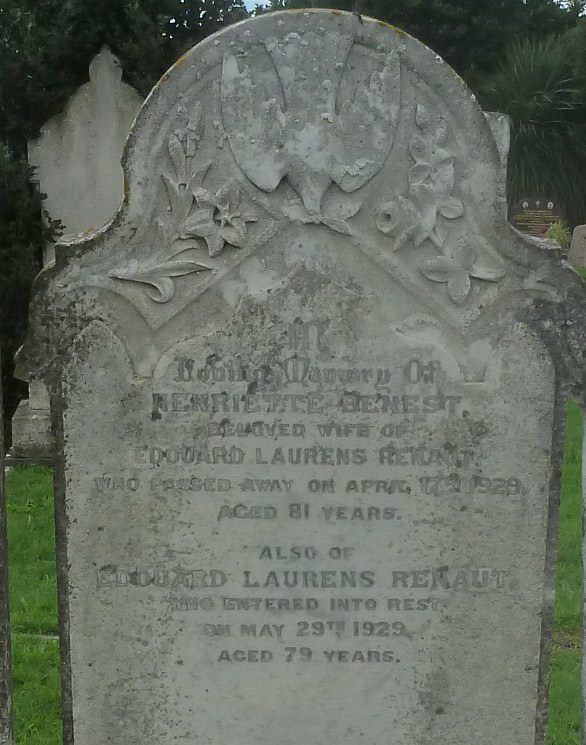 In
Loving Memory Of
HENRIETTE BENEST
BELOVED WIFE OF
EDOUARD LAURENS RENAUT
WHO PASSED AWAY ON APRIL 17TH 1929,
AGED 81 YEARS.
ALSO OF
EDOUARD LAURENS RENAUT,
WHO ENTERED INTO REST
ON MAY 29TH 1929,
AGED 79 YEARS.